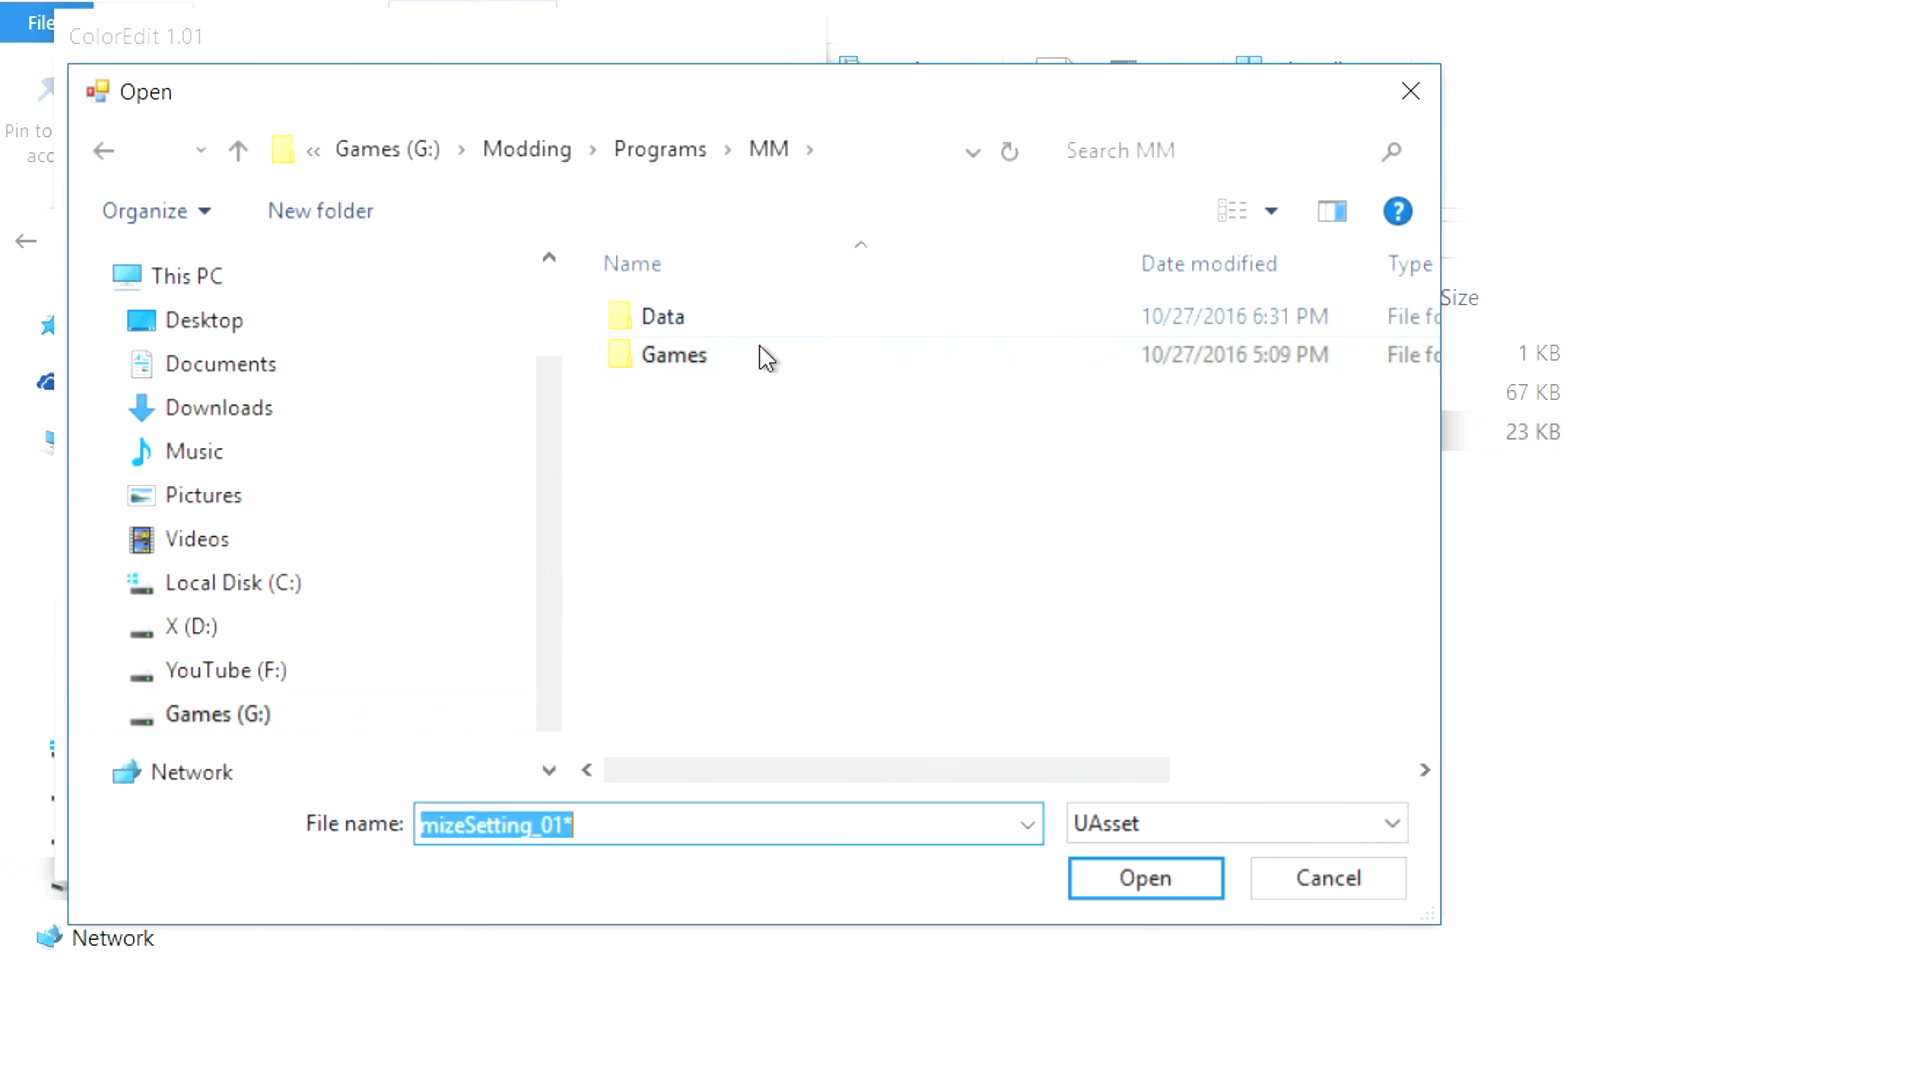 File
ColorEdit 1.01
Open
Pin to
Games (G:) Modding Programs MM
Search MM
Organize
New folder
Name Date modified Type
Size
This PC
Desktop
Documents
Downloads
Music
Pictures
Videos
Local Disk (C:)
X (D:)
YouTube (F:)
Games (G:)
Network
Data 10/27/2016 6:31 PM File fo
Games 10/27/2016 5:09 PM File fo
1 KB
67 KB
23 KB
File name: mizeSetting_01*
UAsset
Open
Cancel
Network